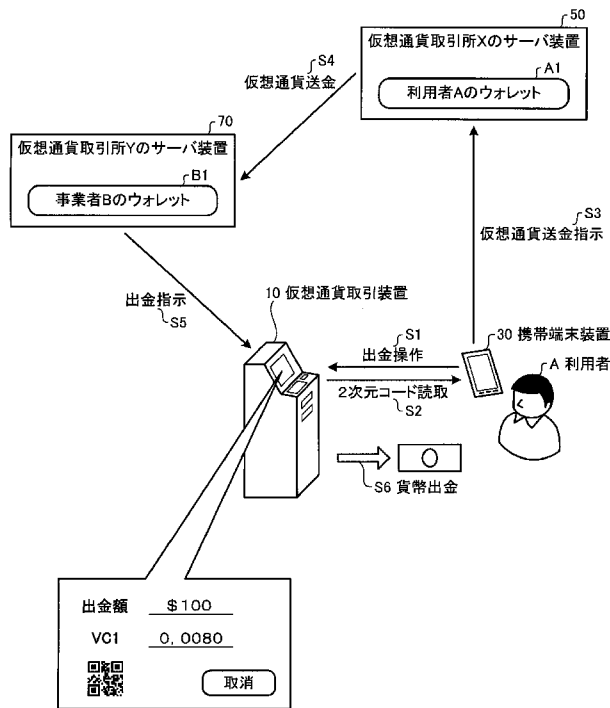 50
仮想通貨取引所Xのサーバ装置
A1
利用者Aのウォレット
S4
仮想通貨送金
70
仮想通貨取引所Yのサーバ装置
B1
事業者Bのウォレット
S3
仮想通貨送金指示
出金指示
S5
10 仮想通貨取引装置
S1
出金操作
2次元コード読取
S2
30 携帯端末装置
A 利用者
S6 貨幣出金
出金額 $100
VC1 0,0080
取消